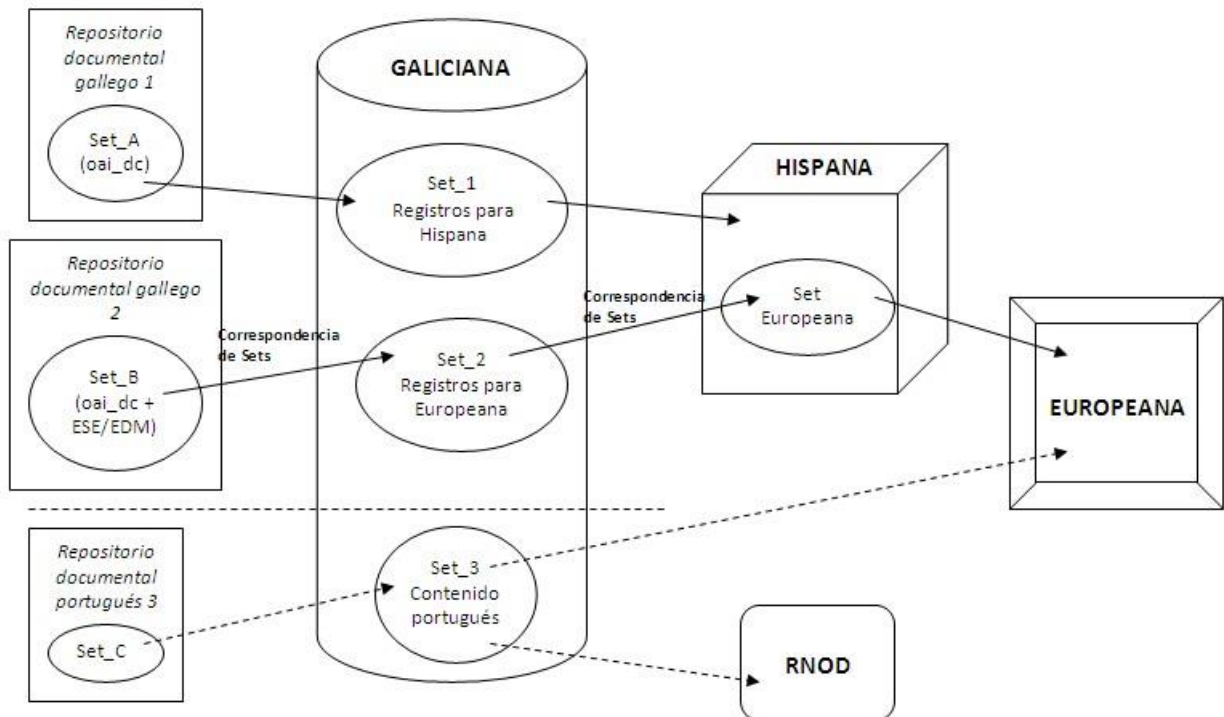 Repositorio
documental
gallego 1
Set_A
(oai_dc)
Repositorio
documental gallego
2
Set_B
(oai_dc +
ESE/EDM)
Correspondencia
de Sets
Repositorio
documental
portugués 3
Set_C
GALICIANA
Set_1
Registros para
Hispana
Set_2
Registros para
Europeana
Set_3
Contenido
portugués
Correspondencia
de Sets
HISPANA
Set
Europeana
EUROPEANA
RNOD